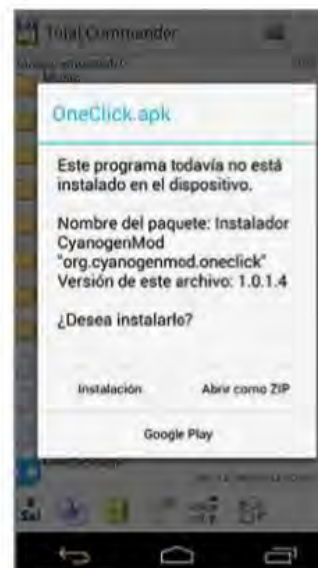 Total Commander
OneClick.apk
Este programa todavía no está
instalado en el dispositivo.
Nombre del paquete: Instalador
CyanogenMod
"org.cyanogenmod.oneclick"
Versión de este archivo: 1.0.1.4
¿Desea instalarlo?
Instalación Abrir como ZIP
Google Play